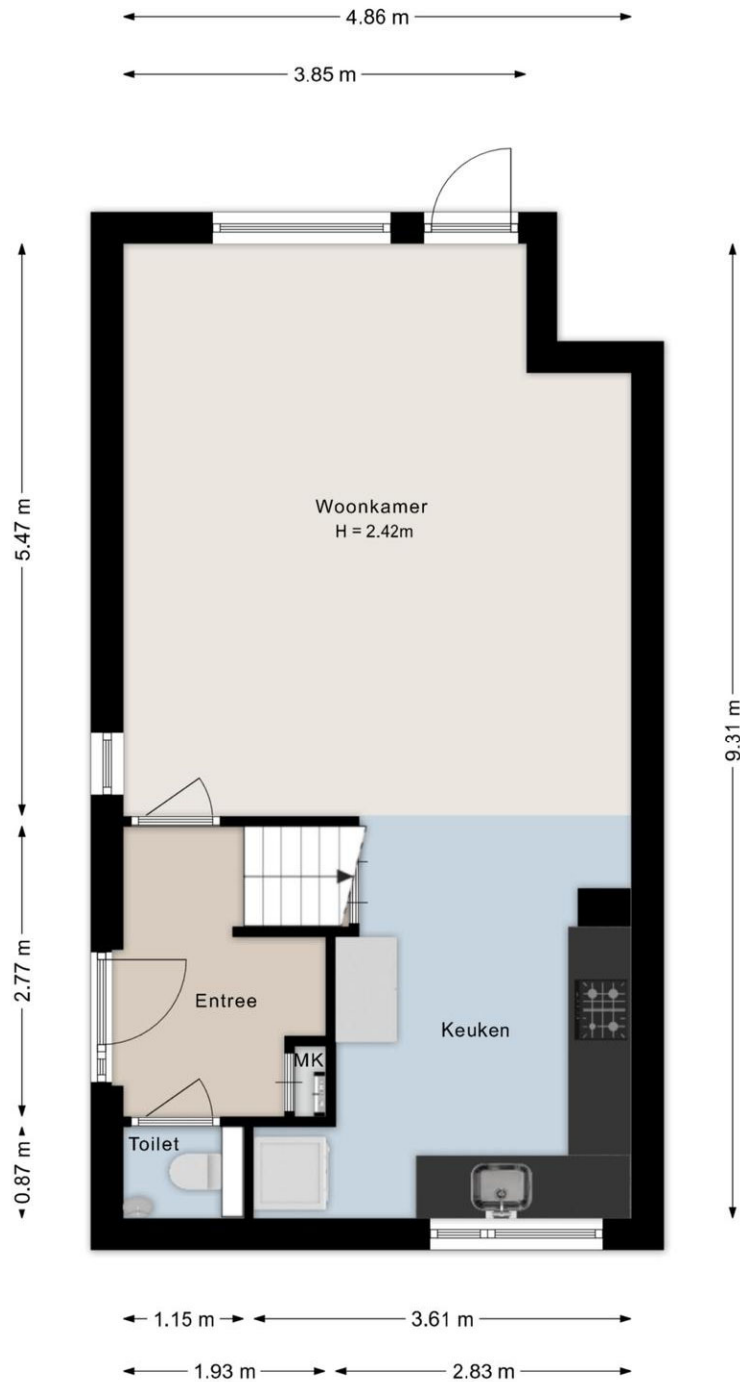 4.86 m
3.85 m
Woonkamer
H = 2.42m
5.47 m
9.31 m
2.77 m
Entree
Keuken
MK
Toilet
0.87 m
1.15 m
3.61 m
1.93 m
2.83 m